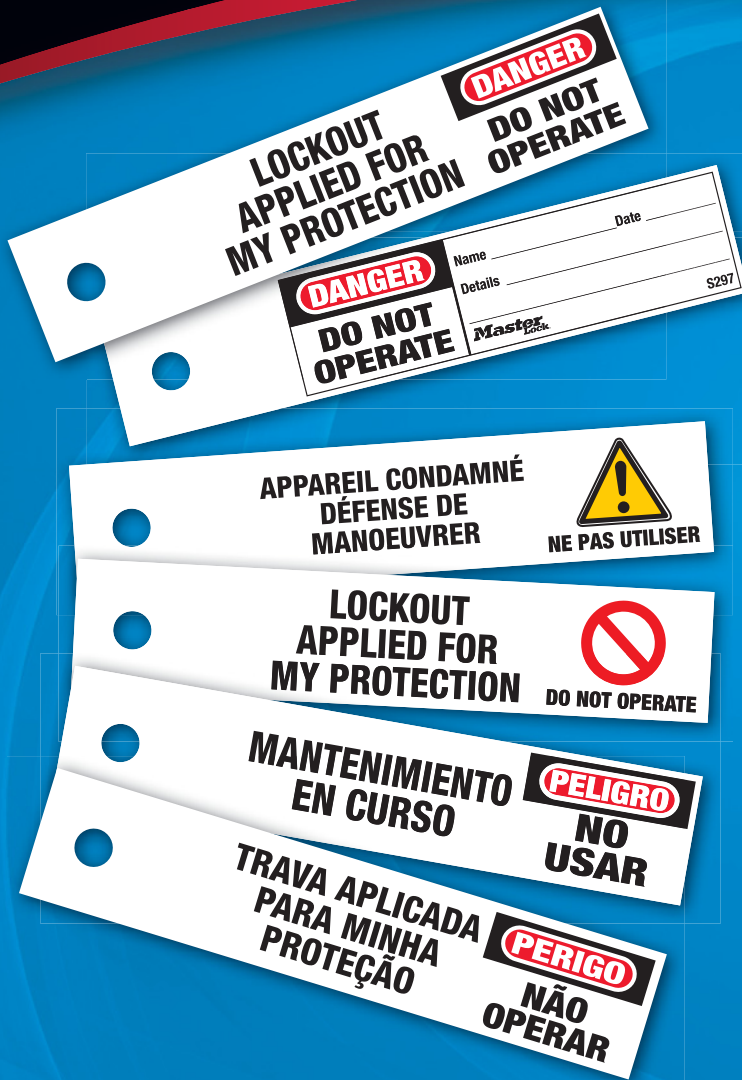 LOCKOUT
APPLIED FOR
MY PROTECTION
DANGER
DO NOT
OPERATE
DANGER
DO NOT
OPERATE
Name Date
Details
Master Lock
S297
APPAREIL CONDAMNÉ
DÉFENSE DE
MANOEUVRER
NE PAS UTILISER
LOCKOUT
APPLIED FOR
MY PROTECTION
DO NOT OPERATE
MANTENIMIENTO
EN CURSO
PELIGRO
NO
USAR
TRAVA APLICADA
PARA MINHA
PROTEÇÃO
PERIGO
NÃO
OPERAR